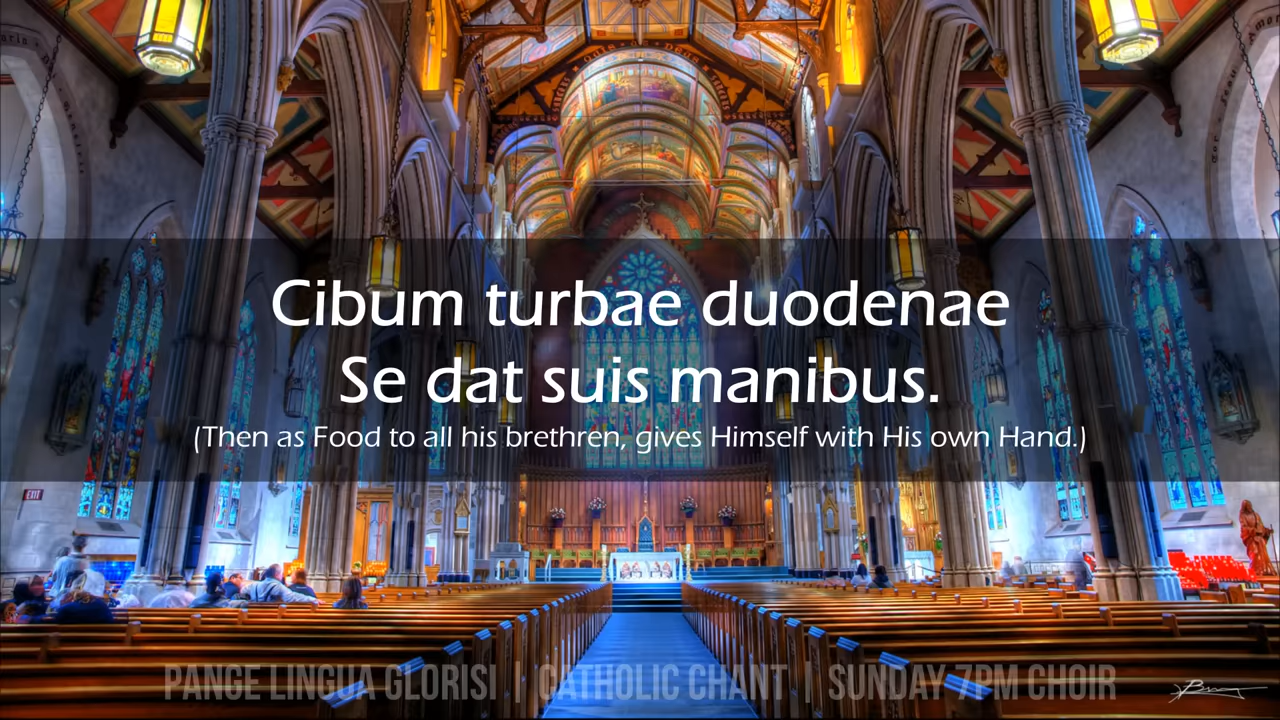 Cibum turbae duodenae
Se dat suis manibus.
(Then as Food to all his brethren, gives Himself with His own Hand.)
EXIT
PANGE LINGUA GLORISI | CATHOLIC CHANT | SUNDAY 7PM CHOIR